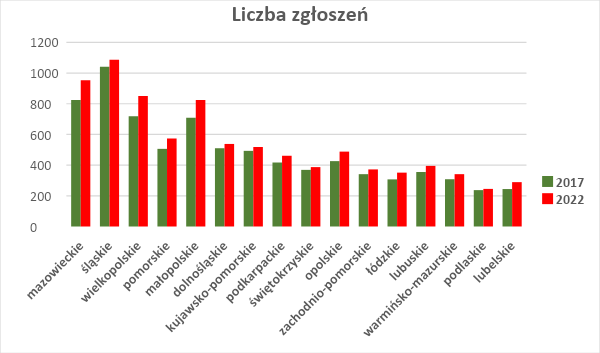 Liczba zgłoszeń
1200
1000
800
600
400
200
0
2017
2022
mazowieckie
śląskie
wielkopolskie
pomorskie
małopolskie
dolnośląskie
kujawsko-pomorskie
podkarpackie
świętokrzyskie
opolskie
zachodnio-pomorskie
łódzkie
lubuskie
warmińsko-mazurskie
podlaskie
lubelskie